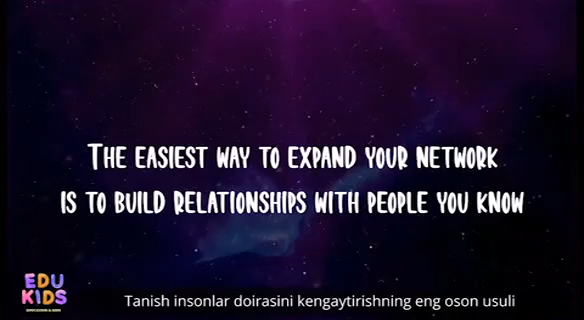 THE EASIEST WAY TO EXPAND YOUR NETWORK
IS TO BUILD RELATIONSHIPS WITH PEOPLE YOU KNOW
EDU
KIDS
Tanish insonlar doirasini kengaytirishning eng oson usuli